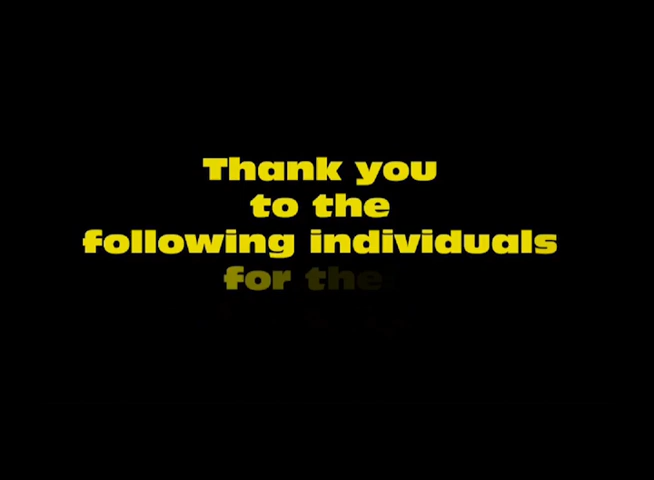 Thank you
to the
following individuals
for the